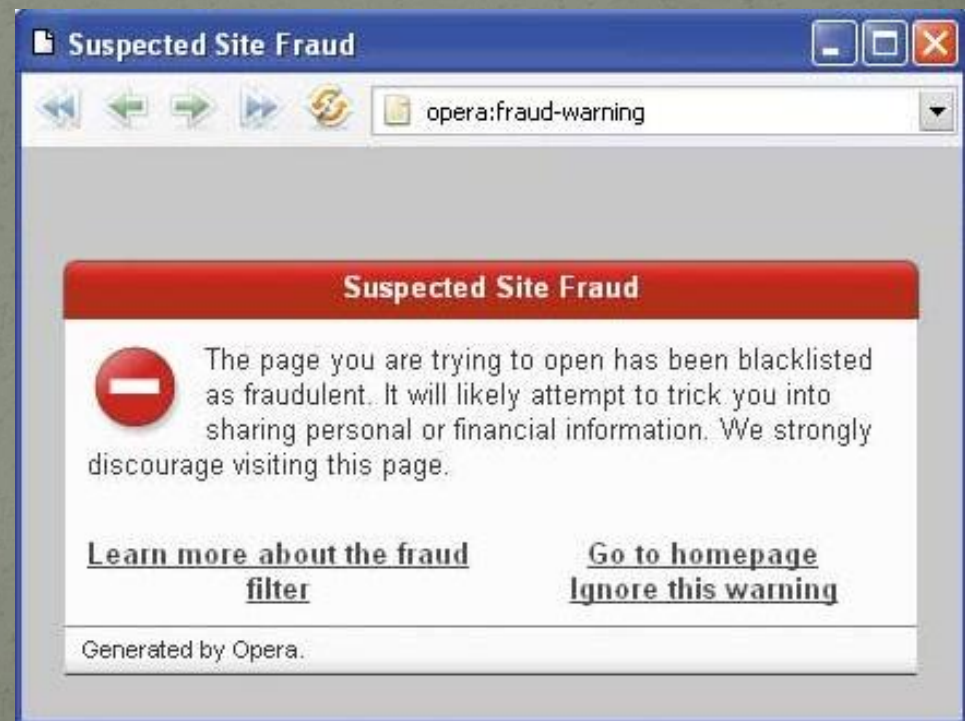 Suspected Site Fraud
opera:fraud-warning
Suspected Site Fraud
The page you are trying to open has been blacklisted
as fraudulent. It will likely attempt to trick you into
sharing personal or financial information. We strongly
discourage visiting this page.
Learn more about the fraud
filter
Go to homepage
Ignore this warning
Generated by Opera.